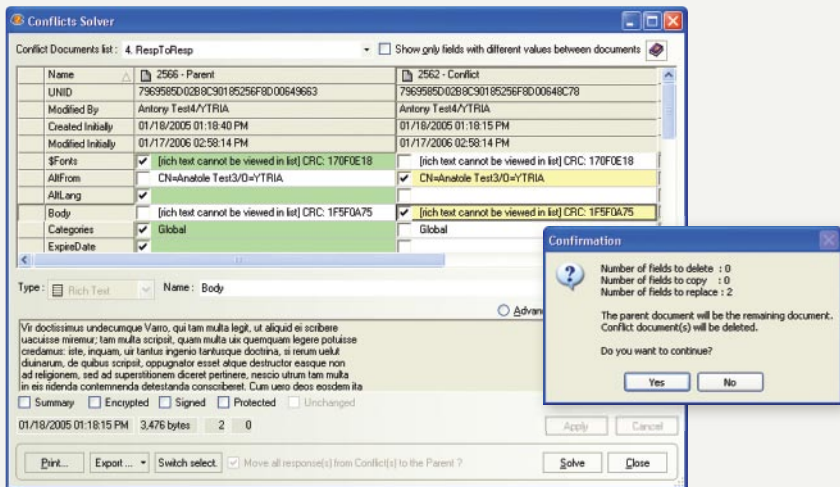 Conflicts Solver
Conflict Documents list : 4. RespToResp Show only fields with different values between documents
Name 2566 - Parent 2562 - Conflict
UNID 7969585D02B8C90185256F8D00649663 7969585D02B8C90185256F8D00648C78
Modified By Antony Test4/YTRIA Antony Test4/YTRIA
Created Initially 01/18/2005 01:18:40 PM 01/18/2005 01:18:15 PM
Modified Initially 01/17/2006 02:58:14 PM 01/17/2006 02:58:14 PM
$Fonts [rich text cannot be viewed in list] CRC: 170F0E18 [rich text cannot be viewed in list] CRC: 170F0E18
AltFrom CN=Anatole Test3/O=YTRIA CN=Anatole Test3/O=YTRIA
AltLang
Body [rich text cannot be viewed in list] CRC: 1F5F0A75 [rich text cannot be viewed in list] CRC: 1F5F0A75
Categories Global Global
ExpireDate
Type : Rich Text Name : Body
Advan
Vir doctissimus undecumque Varro, qui tam multa legit, ut aliquid ei scribere
uacuisse miremur; tam multa scripsit, quam multa uix quemquam legere potuisse
credamus: iste, inquam, uir tantus ingenio tantusque doctrina, si rerum uelut
diuinarum, de quibus scripsit, oppugnator esset atque destructor easque non
ad religionem, sed ad superstitionem diceret pertinere, nescio utrum tam multa
in eis ridenda contemnenda detestanda conscriberet. Cum uero deos eosdem ita
Summary Encrypted Signed Protected Unchanged
01/18/2005 01:18:15 PM 3,476 bytes 2 0 Apply Cancel
Print... Export ... Switch select. Move all response(s) from Conflict(s) to the Parent ? Solve Close
Confirmation
Number of fields to delete : 0
Number of fields to copy : 0
Number of fields to replace : 2
The parent document will be the remaining document.
Conflict document(s) will be deleted.
Do you want to continue?
Yes No